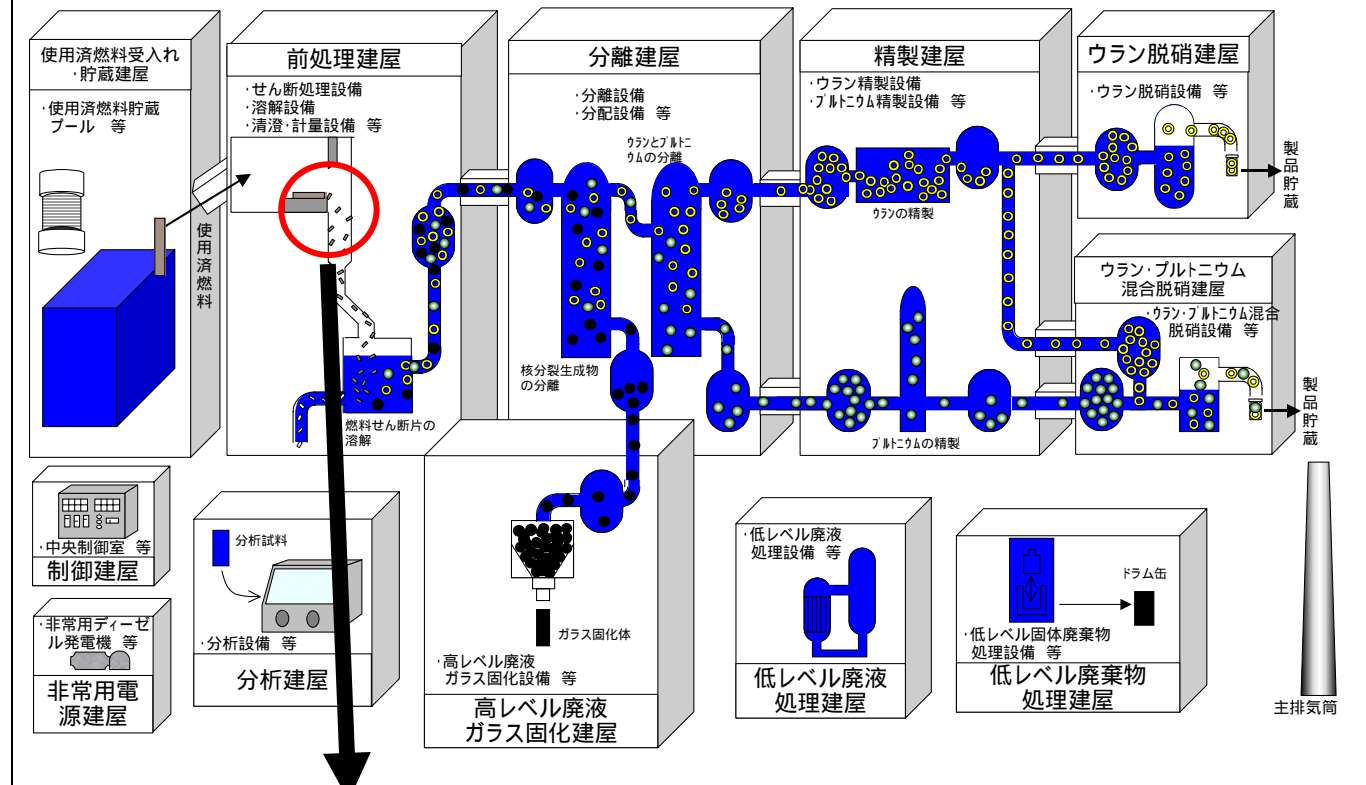 使用済燃料受入れ
・貯蔵建屋
・使用済燃料貯蔵
プール 等
使用済燃料
前処理建屋
・せん断処理設備
・溶解設備
・清澄・計量設備 等
燃料せん断片の
溶解
分離建屋
・分離設備
・分配設備 等
ウランとプルトニ
ウムの分離
核分裂生成物
の分離
精製建屋
・ウラン精製設備
・プルトニウム精製設備 等
ウランの精製
プルトニウムの精製
ウラン脱硝建屋
・ウラン脱硝設備 等
製品貯蔵
ウラン・プルトニウム
混合脱硝建屋
・ウラン・プルトニウム混合
脱硝設備 等
製品貯蔵
・中央制御室 等
制御建屋
・非常用ディーゼ
ル発電機 等
非常用電
源建屋
分析試料
・分析設備 等
分析建屋
ガラス固化体
・高レベル廃液
ガラス固化設備 等
高レベル廃液
ガラス固化建屋
・低レベル廃液
処理設備 等
低レベル廃液
処理建屋
ドラム缶
・低レベル固体廃棄物
処理設備 等
低レベル廃棄物
処理建屋
主排気筒